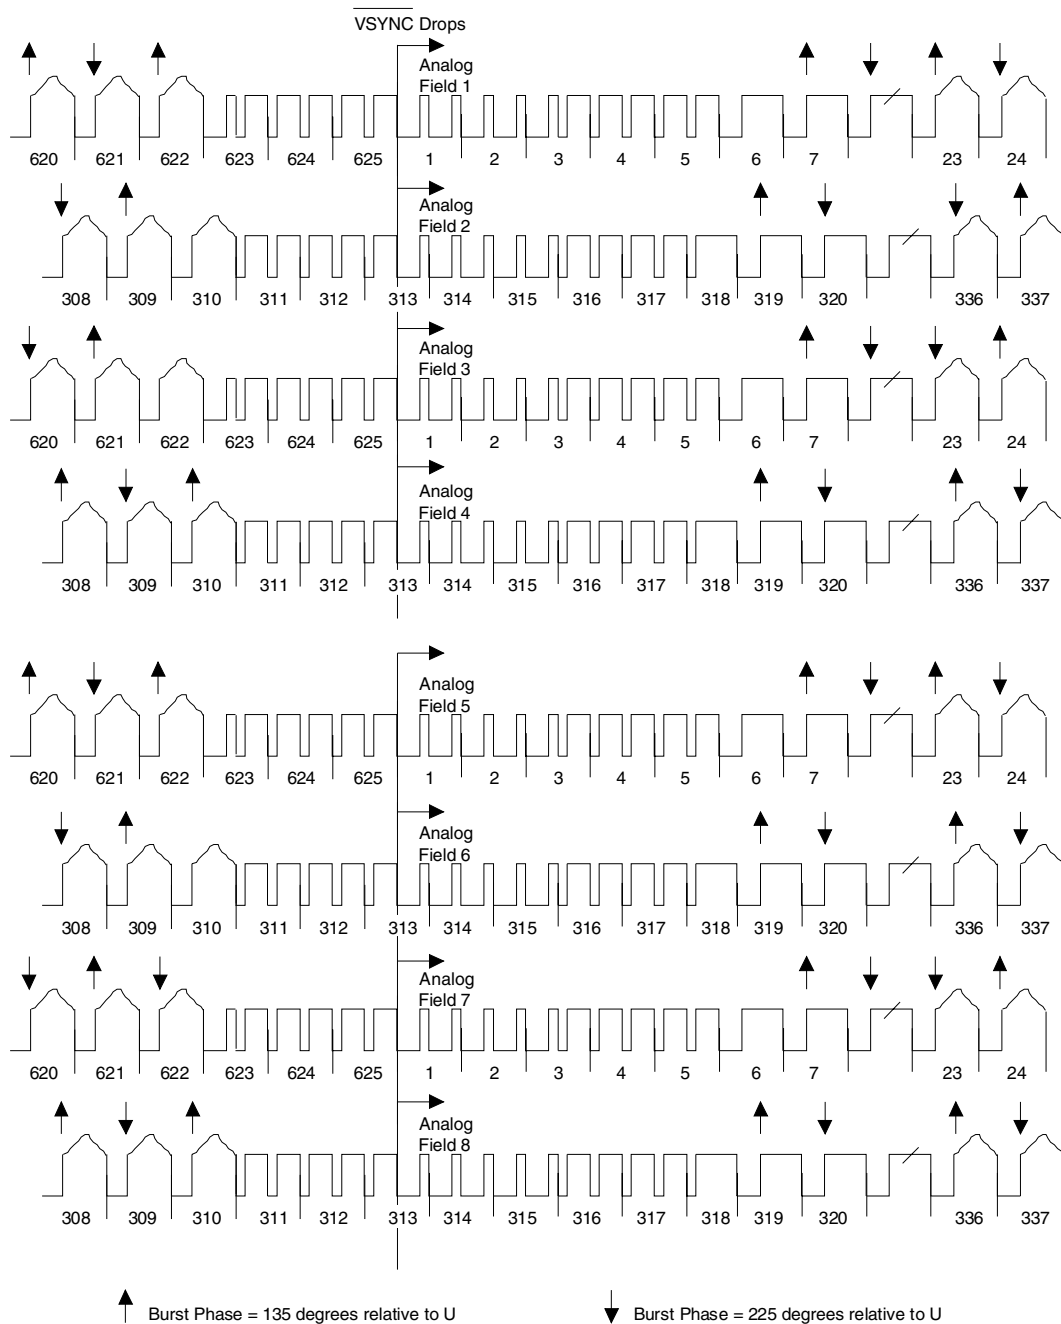 VSYNC Drops
Analog
Field 1
620 621 622 623 624 625 1 2 3 4 5 6 7 23 24
Analog
Field 2
308 309 310 311 312 313 314 315 316 317 318 319 320 336 337
Analog
Field 3
620 621 622 623 624 625 1 2 3 4 5 6 7 23 24
Analog
Field 4
308 309 310 311 312 313 314 315 316 317 318 319 320 336 337
Analog
Field 5
620 621 622 623 624 625 1 2 3 4 5 6 7 23 24
Analog
Field 6
308 309 310 311 312 313 314 315 316 317 318 319 320 336 337
Analog
Field 7
620 621 622 623 624 625 1 2 3 4 5 6 7 23 24
Analog
Field 8
308 309 310 311 312 313 314 315 316 317 318 319 320 336 337
Burst Phase = 135 degrees relative to U Burst Phase = 225 degrees relative to U